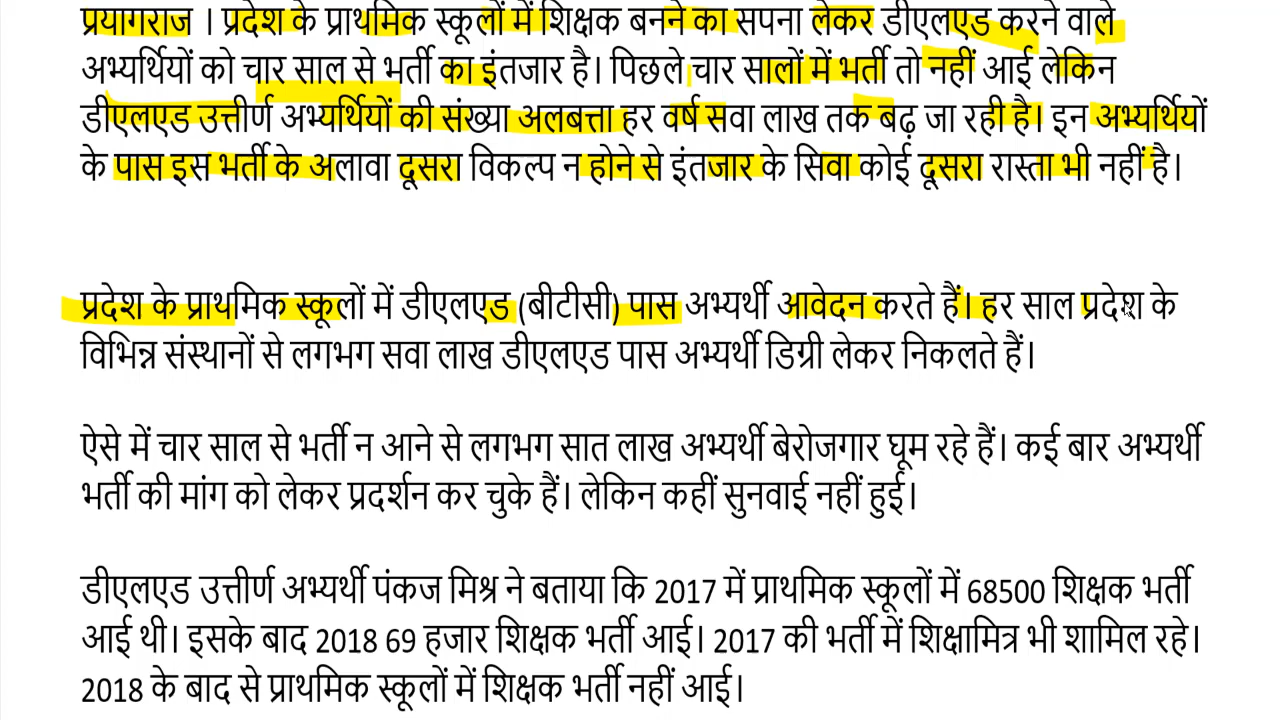 प्रयागराज । प्रदेश के प्राथमिक स्कूलों में शिक्षक बनने का सपना लेकर डीएलएड करने वाले
अभ्यर्थियों को चार साल से भर्ती का इंतजार है। पिछले चार सालों में भर्ती तो नहीं आई लेकिन
डीएलएड उत्तीर्ण अभ्यर्थियों की संख्या अलबत्ता हर वर्ष सवा लाख तक बढ़ जा रही है। इन अभ्यर्थियों
के पास इस भर्ती के अलावा दूसरा विकल्प न होने से इंतजार के सिवा कोई दूसरा रास्ता भी नहीं है।
प्रदेश के प्राथमिक स्कूलों में डीएलएड (बीटीसी) पास अभ्यर्थी आवेदन करते हैं। हर साल प्रदेश के
विभिन्न संस्थानों से लगभग सवा लाख डीएलएड पास अभ्यर्थी डिग्री लेकर निकलते हैं।
ऐसे में चार साल से भर्ती न आने से लगभग सात लाख अभ्यर्थी बेरोजगार घूम रहे हैं। कई बार अभ्यर्थी
भर्ती की मांग को लेकर प्रदर्शन कर चुके हैं। लेकिन कहीं सुनवाई नहीं हुई।
डीएलएड उत्तीर्ण अभ्यर्थी पंकज मिश्र ने बताया कि 2017 में प्राथमिक स्कूलों में 68500 शिक्षक भर्ती
आई थी। इसके बाद 2018 69 हजार शिक्षक भर्ती आई। 2017 की भर्ती में शिक्षामित्र भी शामिल रहे।
2018 के बाद से प्राथमिक स्कूलों में शिक्षक भर्ती नहीं आई।